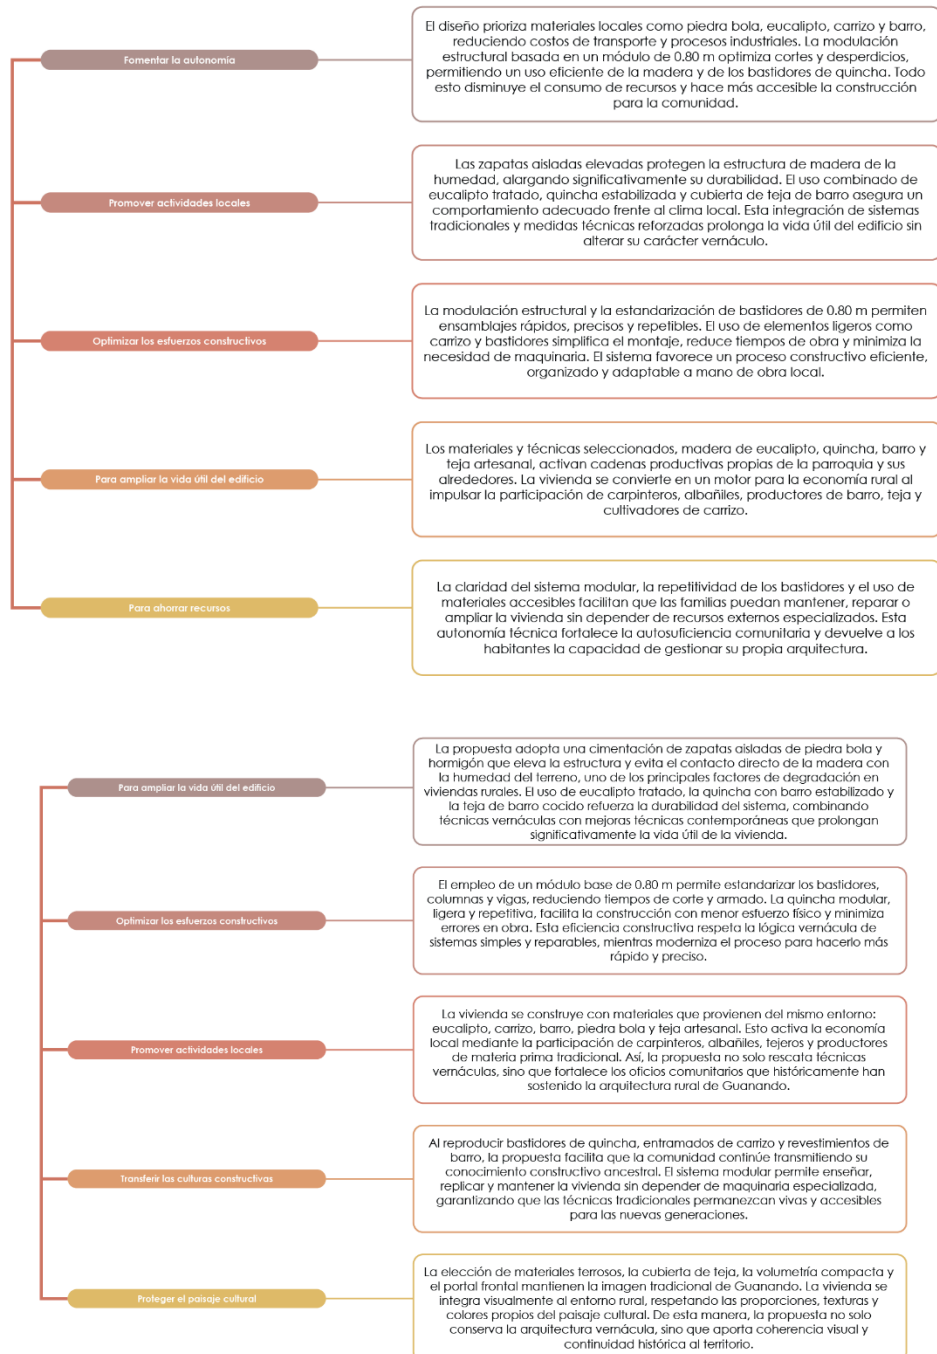 Fomentar la autonomía
El diseño prioriza materiales locales como piedra bola, eucalipto, carrizo y barro,
reduciendo costos de transporte y procesos industriales. La modulación
estructural basada en un módulo de 0.80 m optimiza cortes y desperdicios,
permitiendo un uso eficiente de la madera y de los bastidores de quincha. Todo
esto disminuye el consumo de recursos y hace más accesible la construcción
para la comunidad.
Promover actividades locales
Las zapatas aisladas elevadas protegen la estructura de madera de la
humedad, alargando significativamente su durabilidad. El uso combinado de
eucalipto tratado, quincha estabilizada y cubierta de teja de barro asegura un
comportamiento adecuado frente al clima local. Esta integración de sistemas
tradicionales y medidas técnicas reforzadas prolonga la vida útil del edificio sin
alterar su carácter vernáculo.
Optimizar los esfuerzos constructivos
La modulación estructural y la estandarización de bastidores de 0.80 m permiten
ensamblajes rápidos, precisos y repetibles. El uso de elementos ligeros como
carrizo y bastidores simplifica el montaje, reduce tiempos de obra y minimiza la
necesidad de maquinaria. El sistema favorece un proceso constructivo eficiente,
organizado y adaptable a mano de obra local.
Para ampliar la vida útil del edificio
Los materiales y técnicas seleccionados, madera de eucalipto, quincha, barro y
teja artesanal, activan cadenas productivas propias de la parroquia y sus
alrededores. La vivienda se convierte en un motor para la economía rural al
impulsar la participación de carpinteros, albañiles, productores de barro, teja y
cultivadores de carrizo.
Para ahorrar recursos
La claridad del sistema modular, la repetitividad de los bastidores y el uso de
materiales accesibles facilitan que las familias puedan mantener, reparar o
ampliar la vivienda sin depender de recursos externos especializados. Esta
autonomía técnica fortalece la autosuficiencia comunitaria y devuelve a los
habitantes la capacidad de gestionar su propia arquitectura.
Para ampliar la vida útil del edificio
La propuesta adopta una cimentación de zapatas aisladas de piedra bola y
hormigón que eleva la estructura y evita el contacto directo de la madera con
la humedad del terreno, uno de los principales factores de degradación en
viviendas rurales. El uso de eucalipto tratado, la quincha con barro estabilizado y
la teja de barro cocido refuerza la durabilidad del sistema, combinando
técnicas vernáculas con mejoras técnicas contemporáneas que prolongan
significativamente la vida útil de la vivienda.
Optimizar los esfuerzos constructivos
El empleo de un módulo base de 0.80 m permite estandarizar los bastidores,
columnas y vigas, reduciendo tiempos de corte y armado. La quincha modular,
ligera y repetitiva, facilita la construcción con menor esfuerzo físico y minimiza
errores en obra. Esta eficiencia constructiva respeta la lógica vernácula de
sistemas simples y reparables, mientras moderniza el proceso para hacerlo más
rápido y preciso.
Promover actividades locales
La vivienda se construye con materiales que provienen del mismo entorno:
eucalipto, carrizo, barro, piedra bola y teja artesanal. Esto activa la economía
local mediante la participación de carpinteros, albañiles, tejeros y productores
de materia prima tradicional. Así, la propuesta no solo rescata técnicas
vernáculas, sino que fortalece los oficios comunitarios que históricamente han
sostenido la arquitectura rural de Guanando.
Transferir las culturas constructivas
Al reproducir bastidores de quincha, entramados de carrizo y revestimientos de
barro, la propuesta facilita que la comunidad continúe transmitiendo su
conocimiento constructivo ancestral. El sistema modular permite enseñar,
replicar y mantener la vivienda sin depender de maquinaria especializada,
garantizando que las técnicas tradicionales permanezcan vivas y accesibles
para las nuevas generaciones.
Proteger el paisaje cultural
La elección de materiales terrosos, la cubierta de teja, la volumetría compacta y
el portal frontal mantienen la imagen tradicional de Guanando. La vivienda se
integra visualmente al entorno rural, respetando las proporciones, texturas y
colores propios del paisaje cultural. De esta manera, la propuesta no solo
conserva la arquitectura vernácula, sino que aporta coherencia visual y
continuidad histórica al territorio.